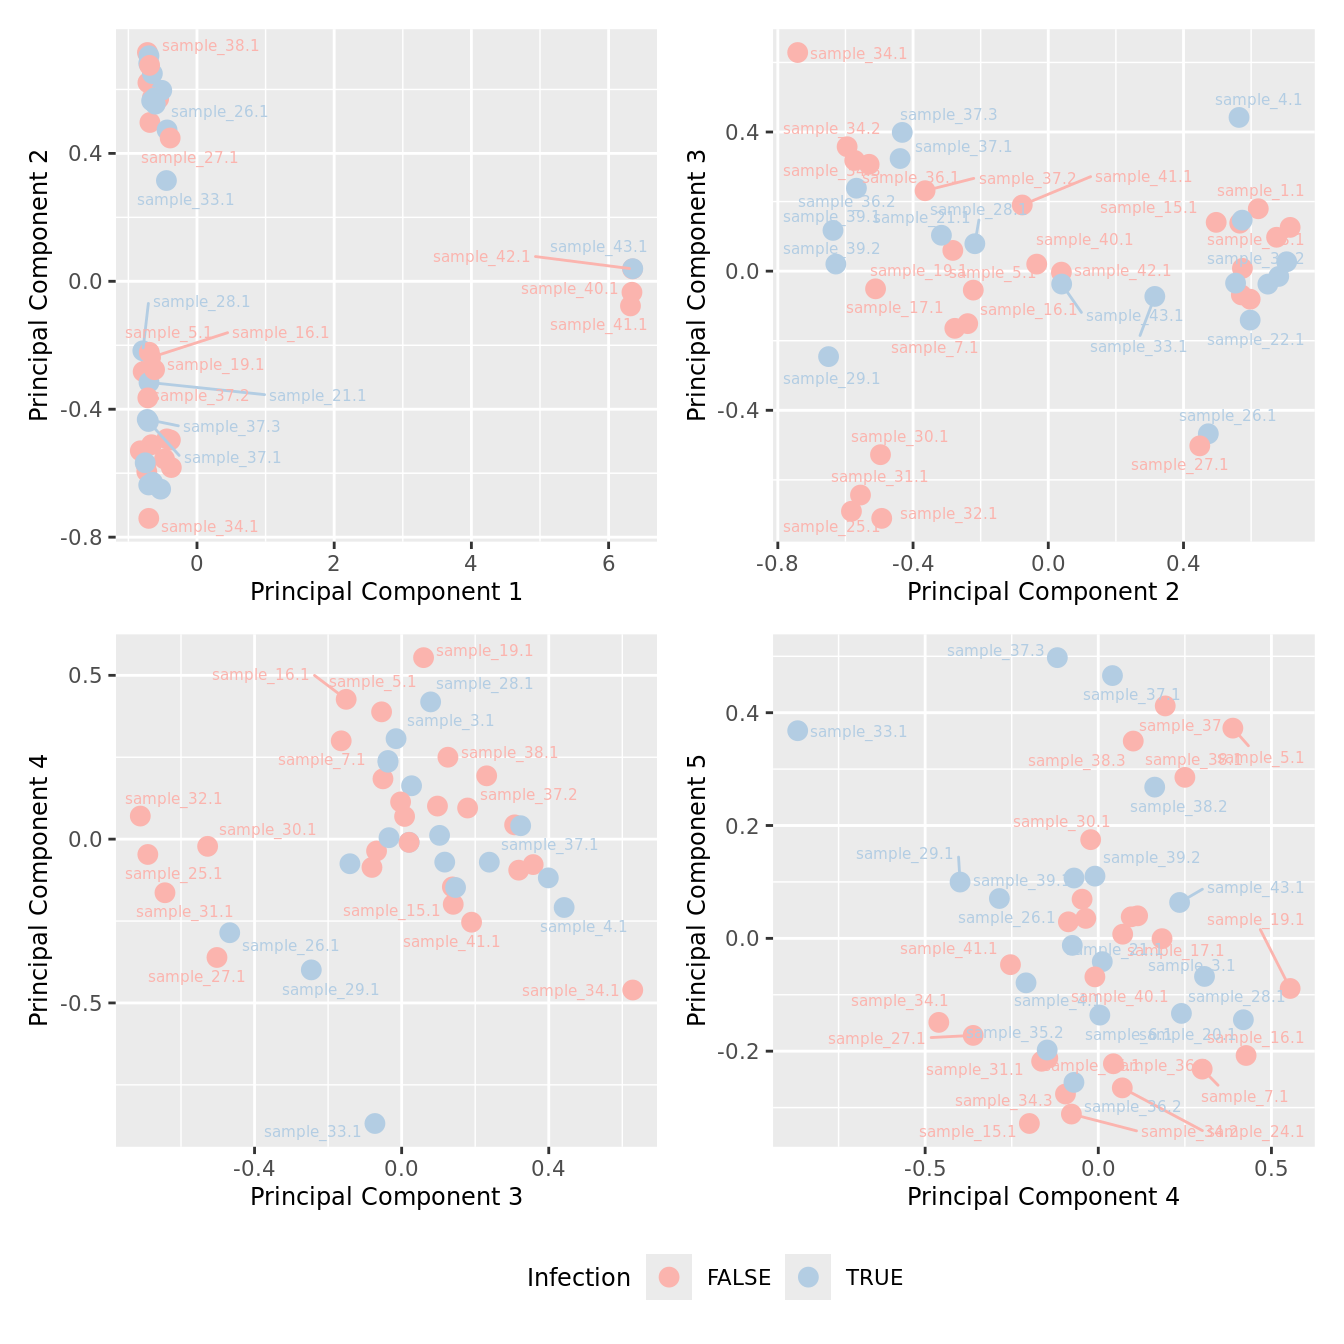 sample_38.1
sample_26.1
sample_27.1
sample_33.1
sample_43.1
sample_42.1
sample_40.1
sample_41.1
sample_28.1
sample_5.1
sample_16.1
sample_19.1
sample_37.2
sample_21.1
sample_37.3
sample_37.1
sample_34.1
0.4
0.0
-0.4
-0.8
0 2 4 6
Principal Component 1
Principal Component 2
sample_34.1
sample_4.1
sample_37.3
sample_34.2
sample_37.1
sample_36.1
sample_37.2
sample_41.1
sample_1.1
sample_36.2
sample_15.1
sample_39.1
sample_21.1
sample_40.1
sample_39.2
sample_19.1
sample_5.1
sample_42.1
sample_17.1
sample_16.1
sample_43.1
sample_7.1
sample_33.1
sample_22.1
sample_29.1
sample_26.1
sample_30.1
sample_27.1
sample_31.1
sample_32.1
sample_25.1
0.4
0.0
-0.4
-0.8 -0.4 0.0 0.4
Principal Component 2
Principal Component 3
sample_19.1
sample_16.1
sample_5.1
sample_28.1
sample_3.1
sample_7.1
sample_38.1
sample_32.1
sample_37.2
sample_30.1
sample_37.1
sample_25.1
sample_31.1
sample_15.1
sample_4.1
sample_41.1
sample_26.1
sample_27.1
sample_29.1
sample_34.1
sample_33.1
0.5
0.0
-0.5
-0.4 0.0 0.4
Principal Component 3
Principal Component 4
sample_37.3
sample_37.1
sample_33.1
sample_38.3
sample_38.1
sample_5.1
sample_38.2
sample_30.1
sample_29.1
sample_39.2
sample_43.1
sample_26.1
sample_19.1
sample_41.1
sample_17.1
sample_3.1
sample_34.1
sample_40.1
sample_28.1
sample_27.1
sample_35.2
sample_6.1
sample_20.1
sample_16.1
sample_31.1
sample_7.1
sample_34.3
sample_36.2
sample_15.1
sample_34.2
sample_24.1
0.4
0.2
0.0
-0.2
-0.5 0.0 0.5
Principal Component 4
Principal Component 5
Infection FALSE TRUE